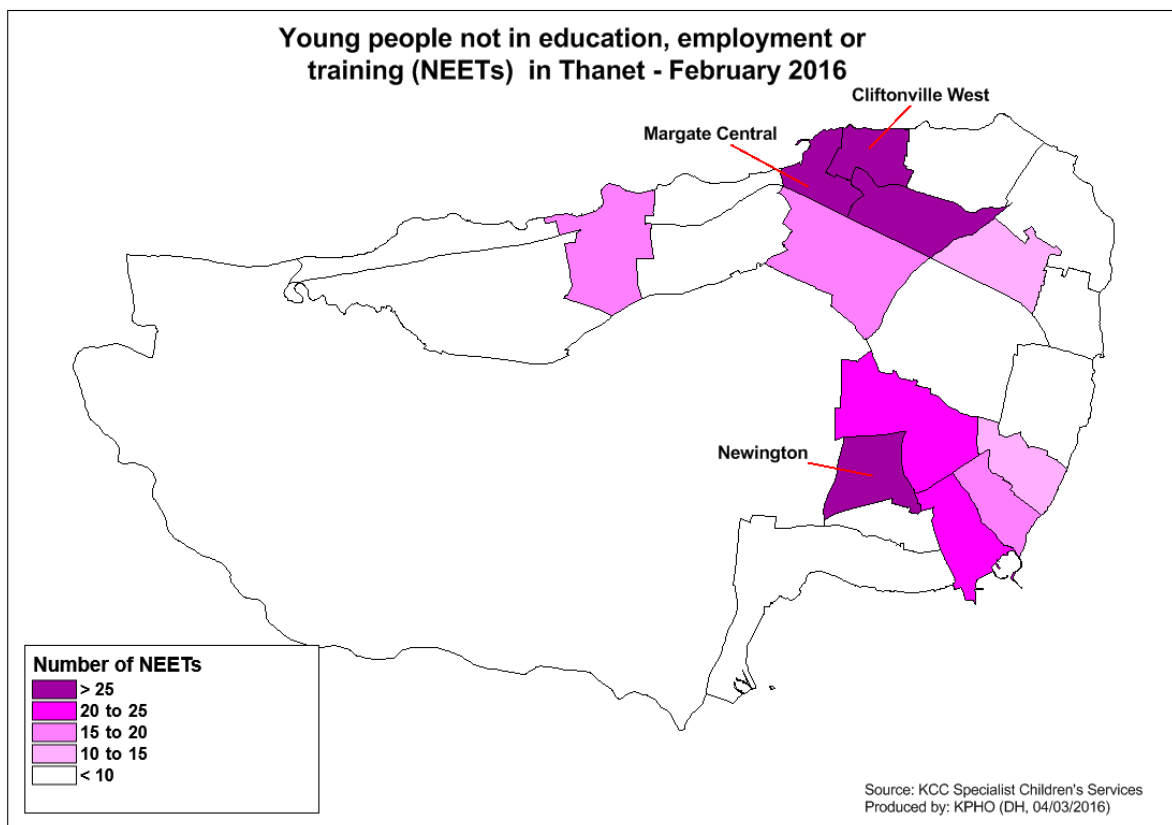 Young people not in education, employment or
training (NEETs) in Thanet - February 2016
Cliftonville West
Margate Central
Newington
Number of NEETs
> 25
20 to 25
15 to 20
10 to 15
< 10
Source: KCC Specialist Children's Services
Produced by: KPHO (DH, 04/03/2016)